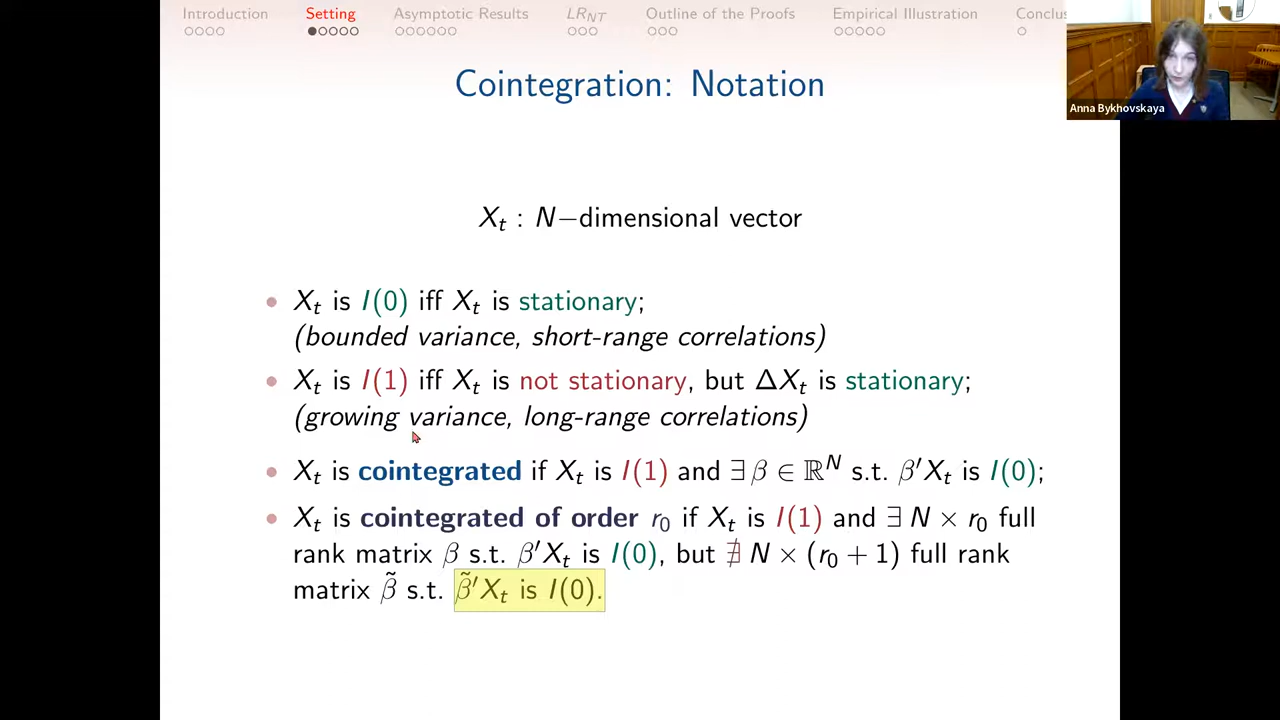 Introduction Setting Asymptotic Results LR_NT Outline of the Proofs Empirical Illustration Conclus
Anna Bykhovskaya
Cointegration: Notation
X_t : N−dimensional vector
• X_t is I(0) iff X_t is stationary;
(bounded variance, short-range correlations)
• X_t is I(1) iff X_t is not stationary, but ΔX_t is stationary;
(growing variance, long-range correlations)
• X_t is cointegrated if X_t is I(1) and ∃ β ∈ ℝ^N s.t. β′X_t is I(0);
• X_t is cointegrated of order r_0 if X_t is I(1) and ∃ N × r_0 full
rank matrix β s.t. β′X_t is I(0), but ∄ N × (r_0 + 1) full rank
matrix β̃ s.t. β̃′X_t is I(0).